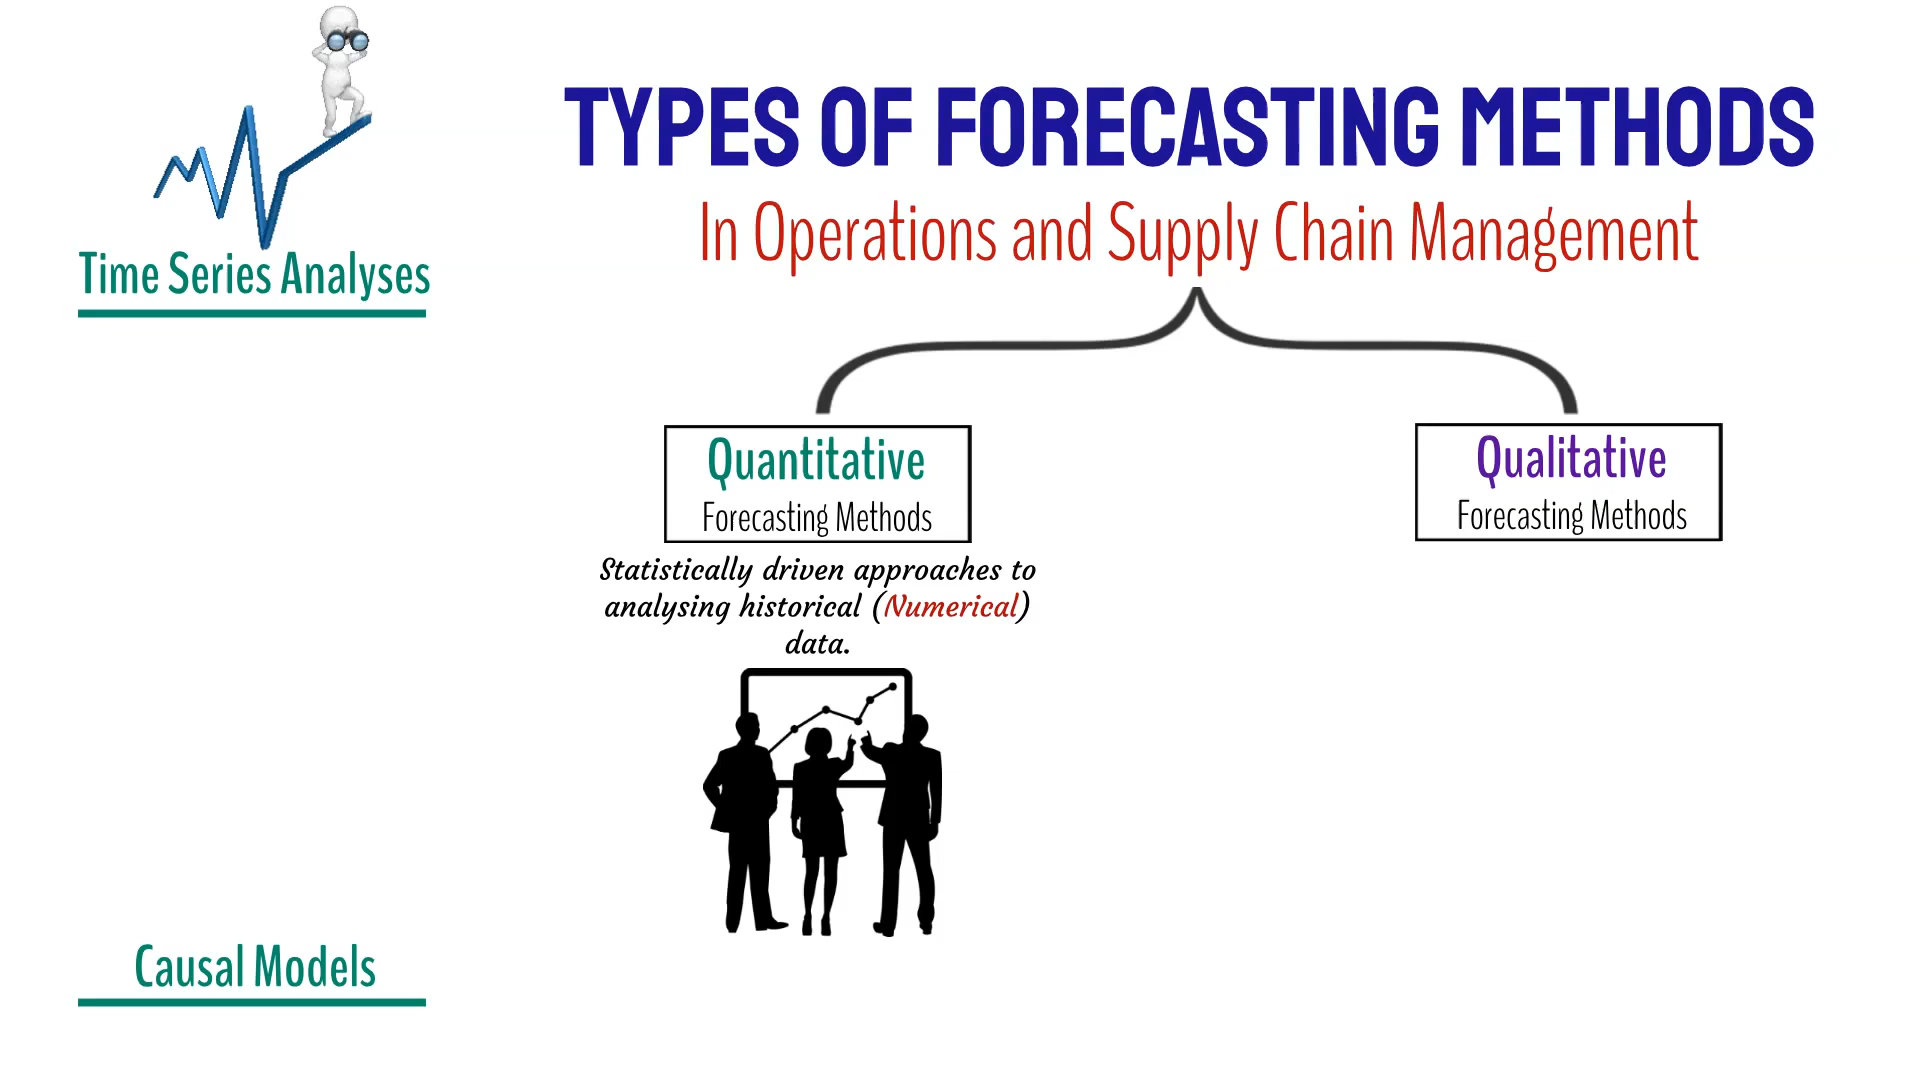 TYPES OF FORECASTING METHODS
In Operations and Supply Chain Management
Time Series Analyses
Quantitative
Forecasting Methods
Statistically driven approaches to
analysing historical (Numerical)
data.
Qualitative
Forecasting Methods
Causal Models